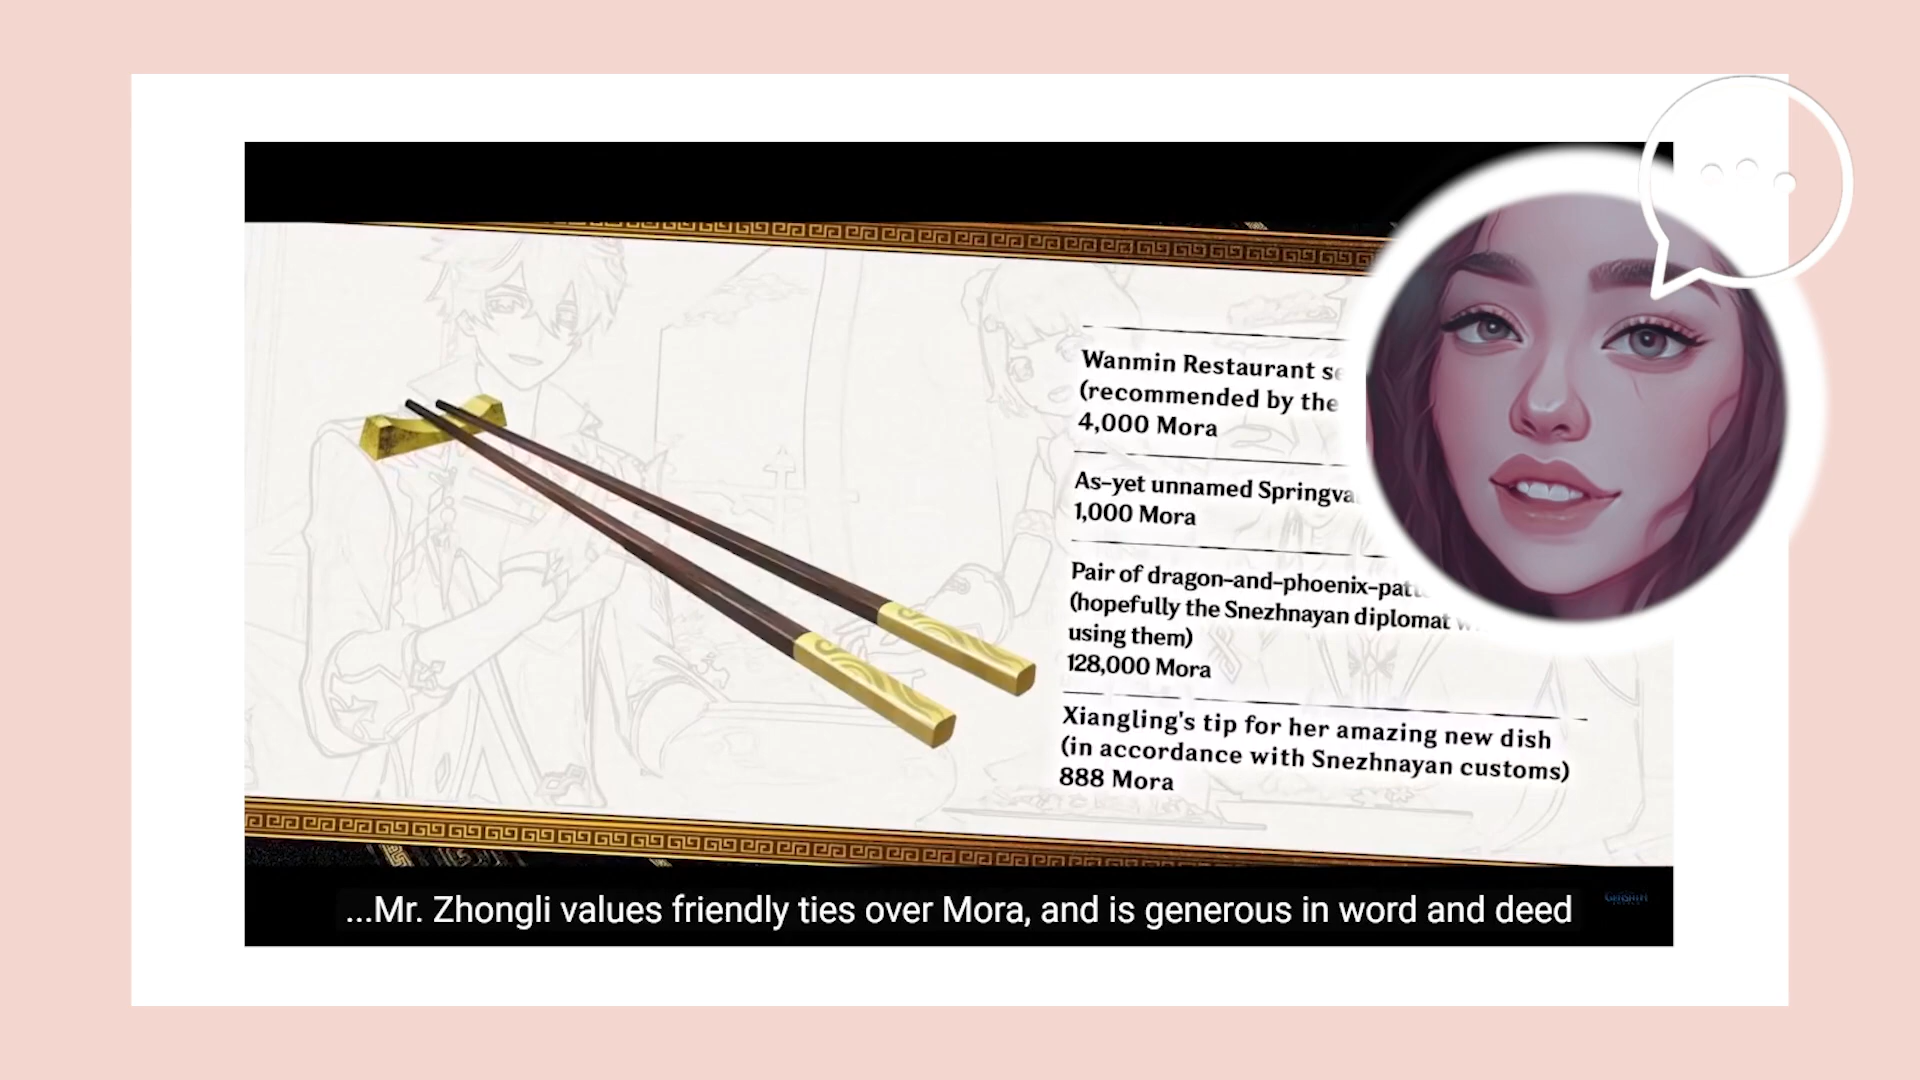 Wanmin Restaurant
(recommended by the
4,000 Mora
As-yet unnamed
1,000 Mora
Pair of dragon-and-phoenix-
(hopefully the Snezhnayan diplomat
using them)
128,000 Mora
Xiangling's tip for her amazing new dish
(in accordance with Snezhnayan customs)
888 Mora
...Mr. Zhongli values friendly ties over Mora, and is generous in word and deed
GENSHIN